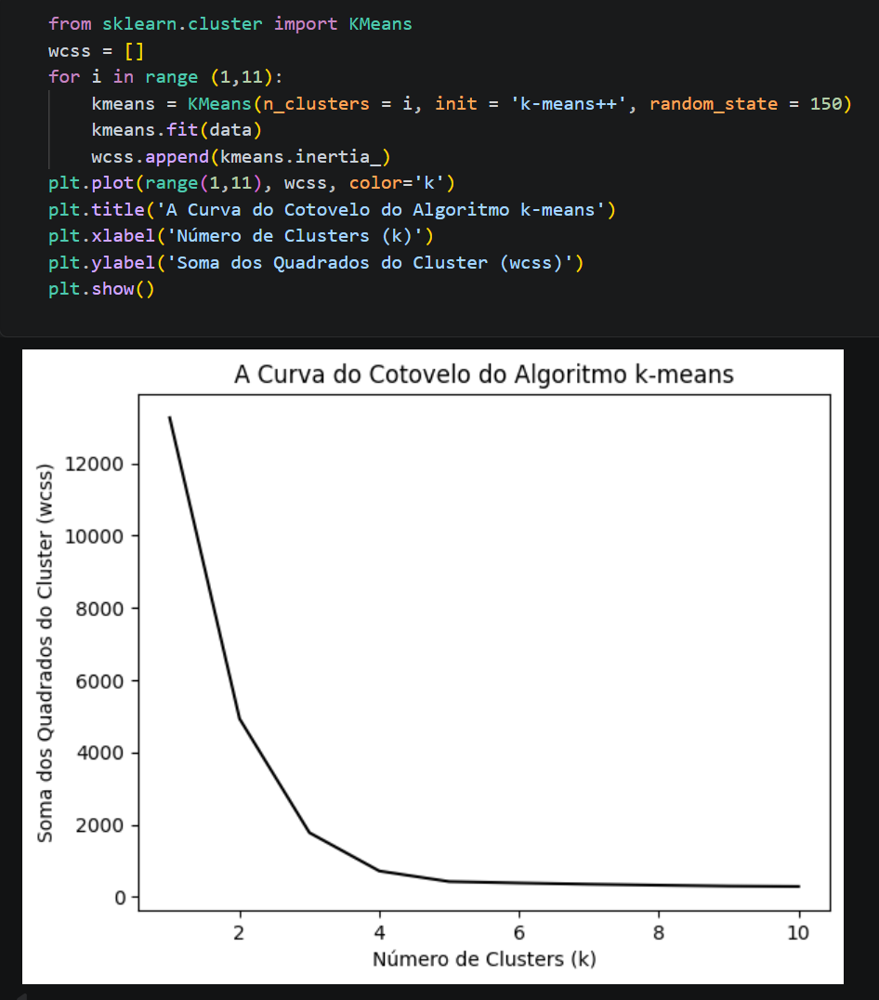 from sklearn.cluster import KMeans
wcss = []
for i in range (1,11):
    kmeans = KMeans(n_clusters = i, init = 'k-means++', random_state = 150)
    kmeans.fit(data)
    wcss.append(kmeans.inertia_)
plt.plot(range(1,11), wcss, color='k')
plt.title('A Curva do Cotovelo do Algoritmo k-means')
plt.xlabel('Número de Clusters (k)')
plt.ylabel('Soma dos Quadrados do Cluster (wcss)')
plt.show()
A Curva do Cotovelo do Algoritmo k-means
Soma dos Quadrados do Cluster (wcss)
12000
10000
8000
6000
4000
2000
0
2 4 6 8 10
Número de Clusters (k)